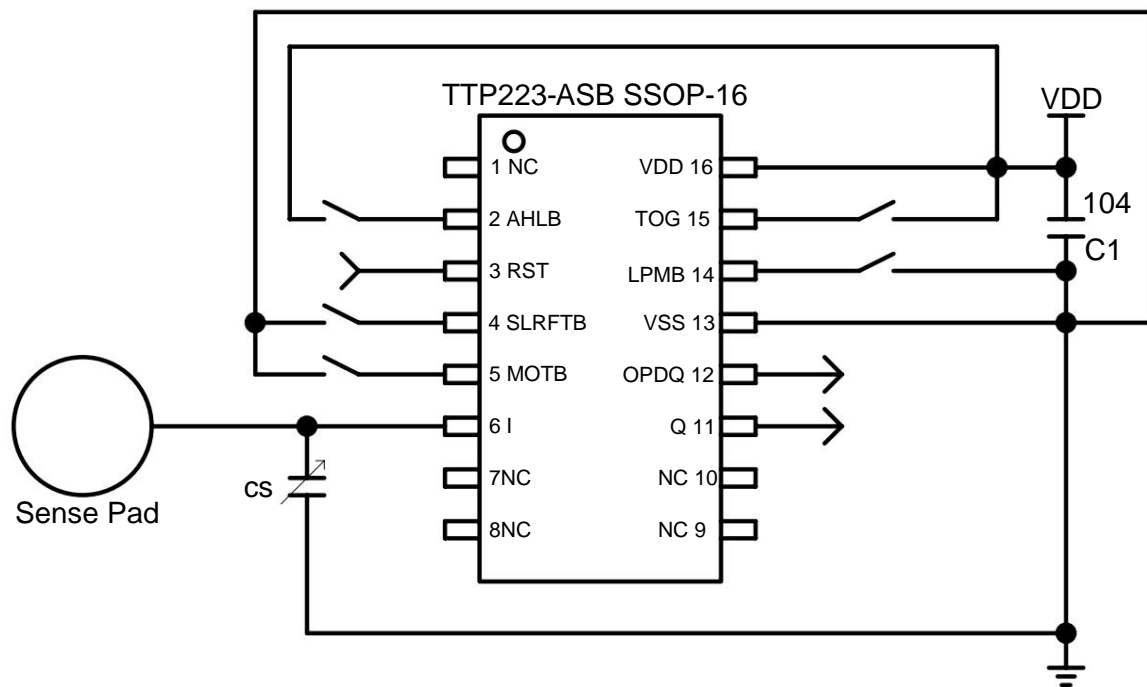 TTP223-ASB SSOP-16
VDD
1 NC
VDD 16
2 AHLB
TOG 15
104
C1
3 RST
LPMB 14
4 SLRFTB
VSS 13
5 MOTB
OPDQ 12
6 I
Q 11
7NC
NC 10
cs
Sense Pad
8NC
NC 9